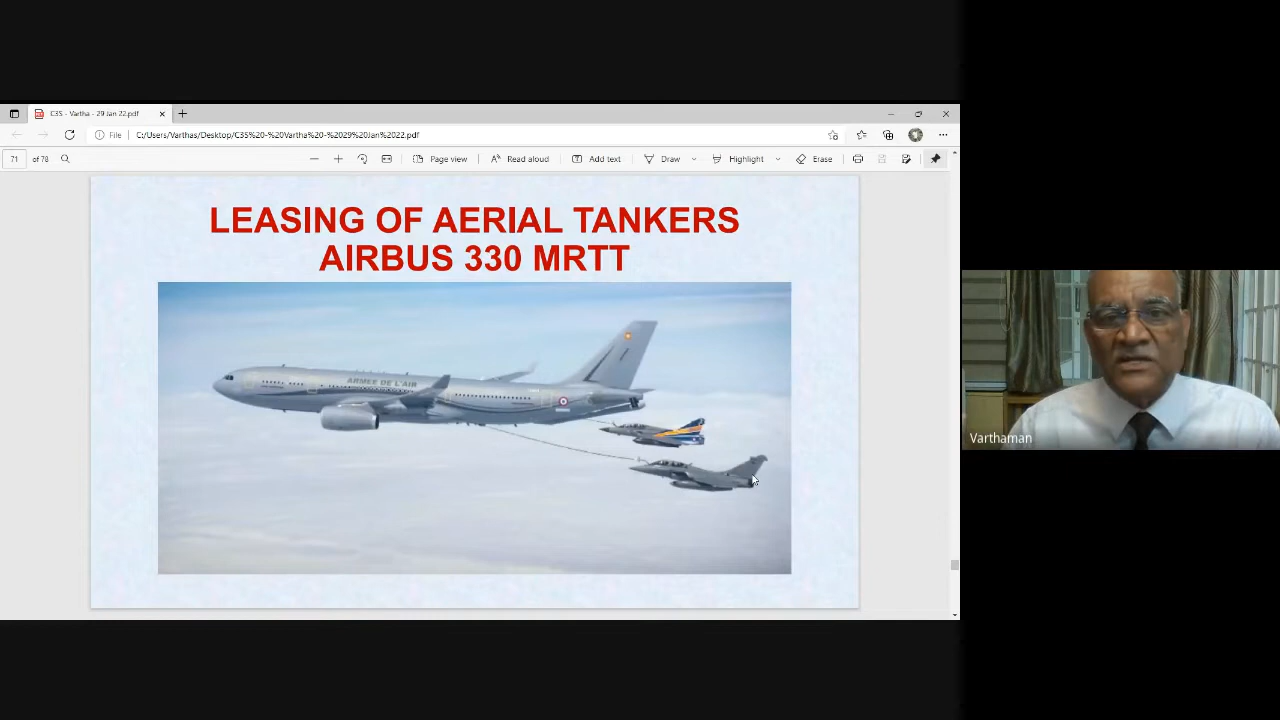 C3S - Vartha - 29 Jan 22.pdf
File
C:/Users/Varthas/Desktop/C3S%20-%20Vartha%20-%2029%20Jan%2022.pdf
71 of 78
Page view
Read aloud
Add text
Draw
Highlight
Erase
LEASING OF AERIAL TANKERS
AIRBUS 330 MRTT
ARMEE DE L'AIR
Varthaman